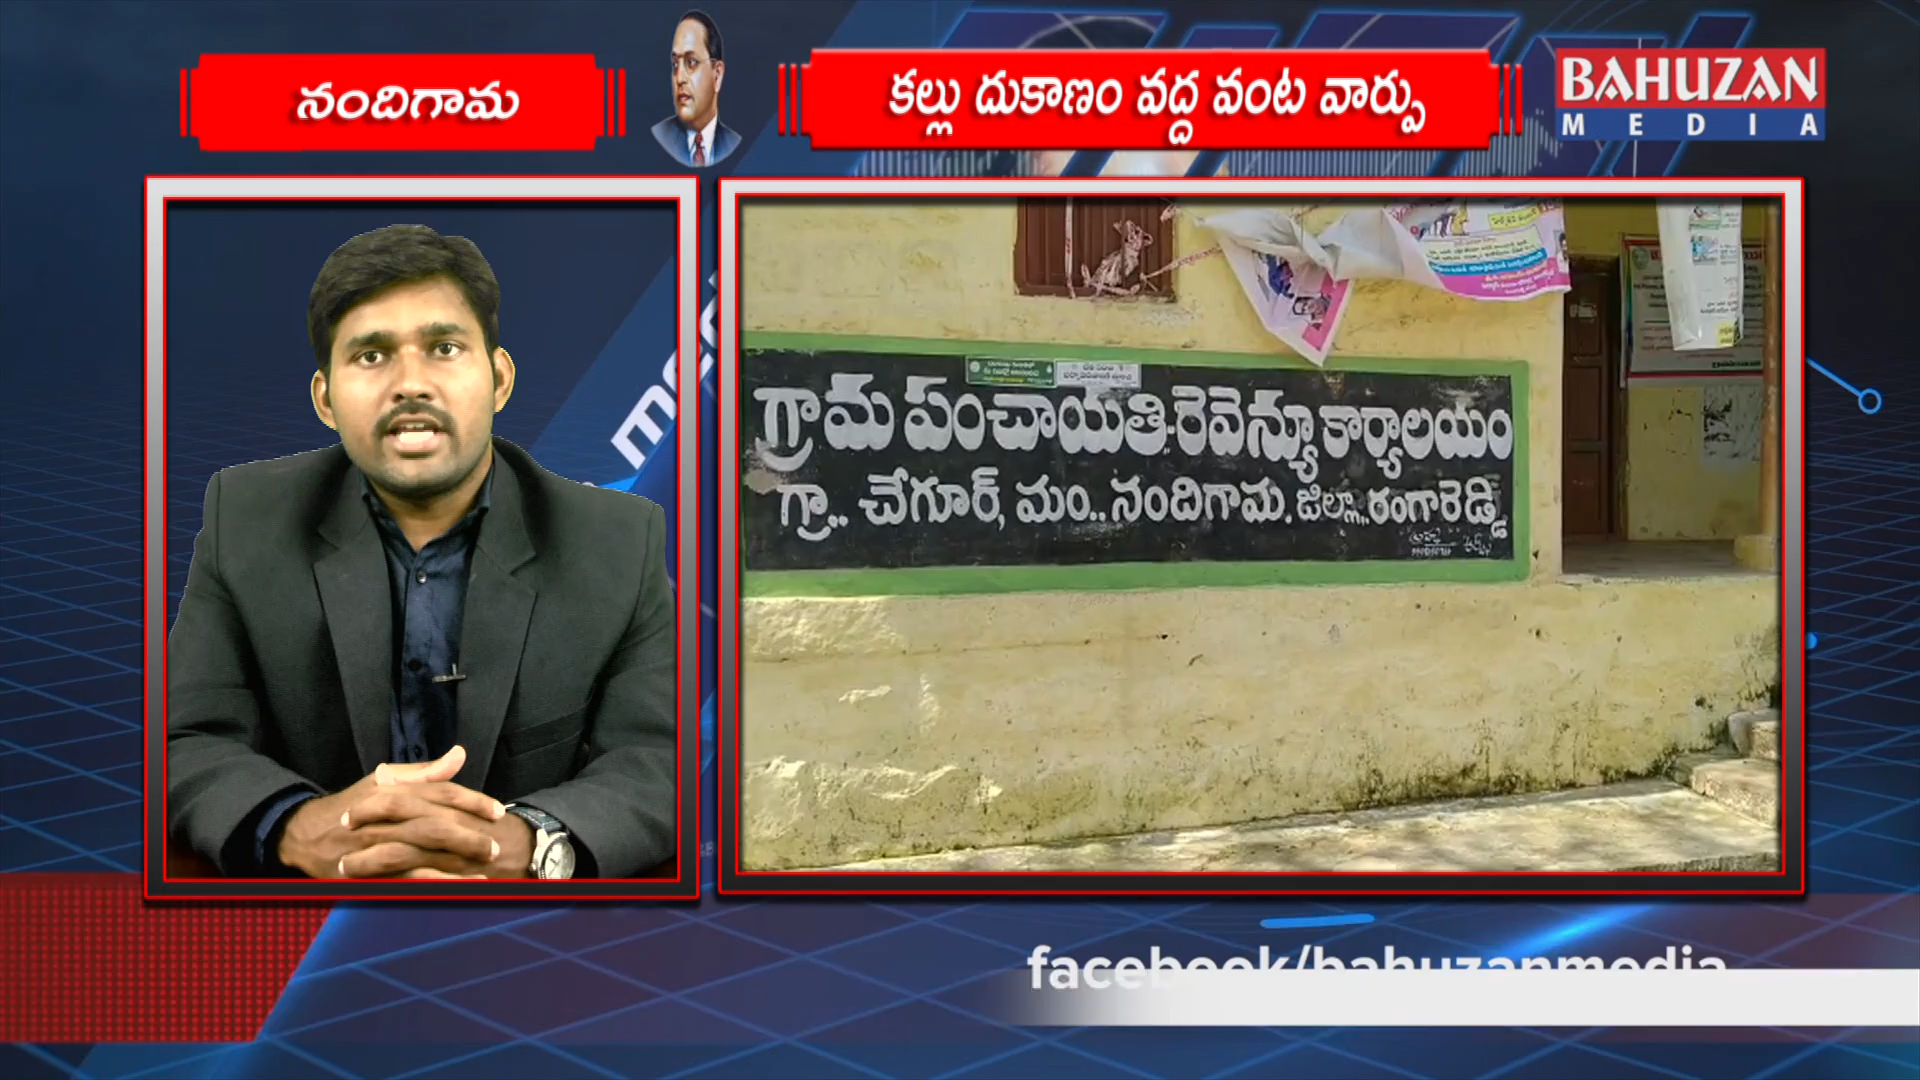 నందిగామ
కల్లు దుకాణం వద్ద వంట వార్పు
BAHUZAN
MEDIA
గ్రామ పంచాయతి-రెవెన్యూ కార్యాలయం
గ్రా.. చేగూర్, మం.. నందిగామ. జిల్లా.. రంగారెడ్డి
facebook/bahuzanmedia